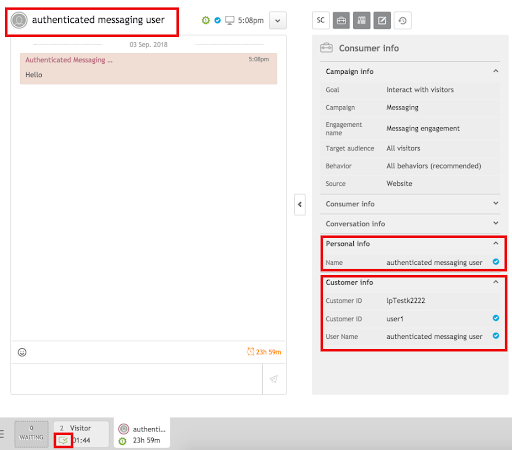 authenticated messaging user
5:08pm
03 Sep. 2018
Authenticated Messaging ...
5:08pm
Hello
23h 59m
SC
Consumer info
Campaign info
Goal Interact with visitors
Campaign Messaging
Engagement name Messaging engagement
Target audience All visitors
Behavior All behaviors (recommended)
Source Website
Consumer info
Conversation info
Personal info
Name authenticated messaging user
Customer info
Customer ID lpTestk2222
Customer ID user1
User Name authenticated messaging user
0
WAITING
2 Visitor
01:44
authenti...
23h 59m